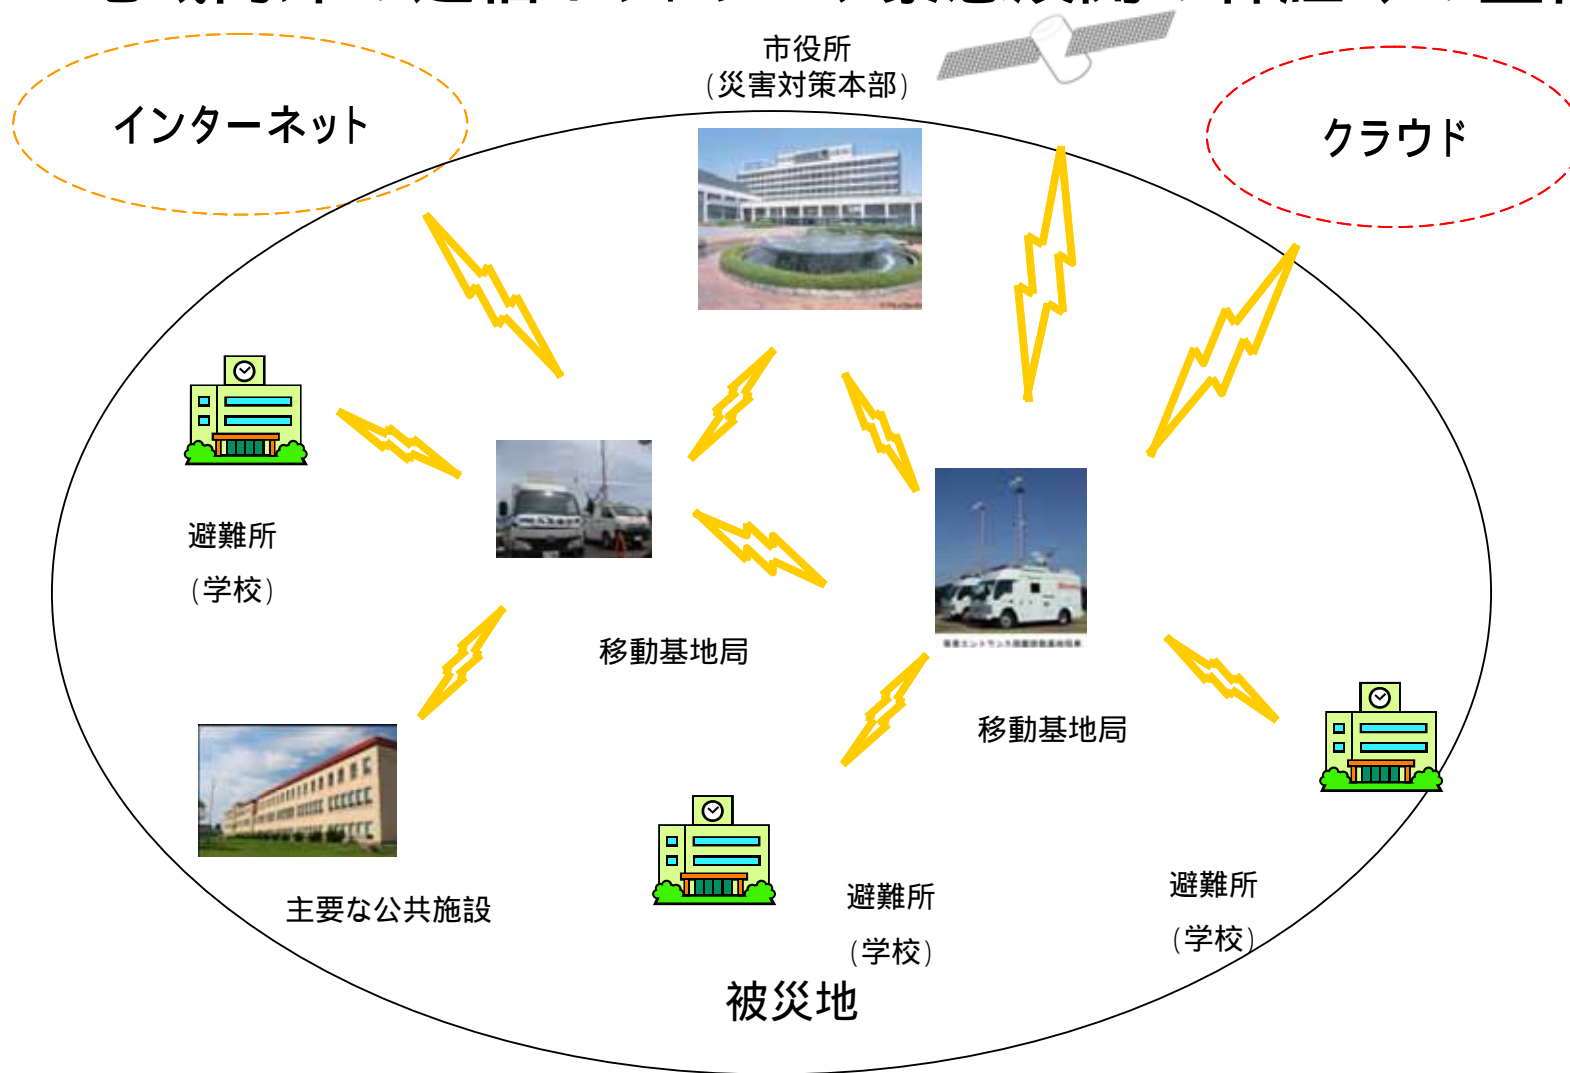 市役所
(災害対策本部)
インターネット
クラウド
避難所
(学校)
移動基地局
移動基地局
主要な公共施設
避難所
(学校)
避難所
(学校)
被災地